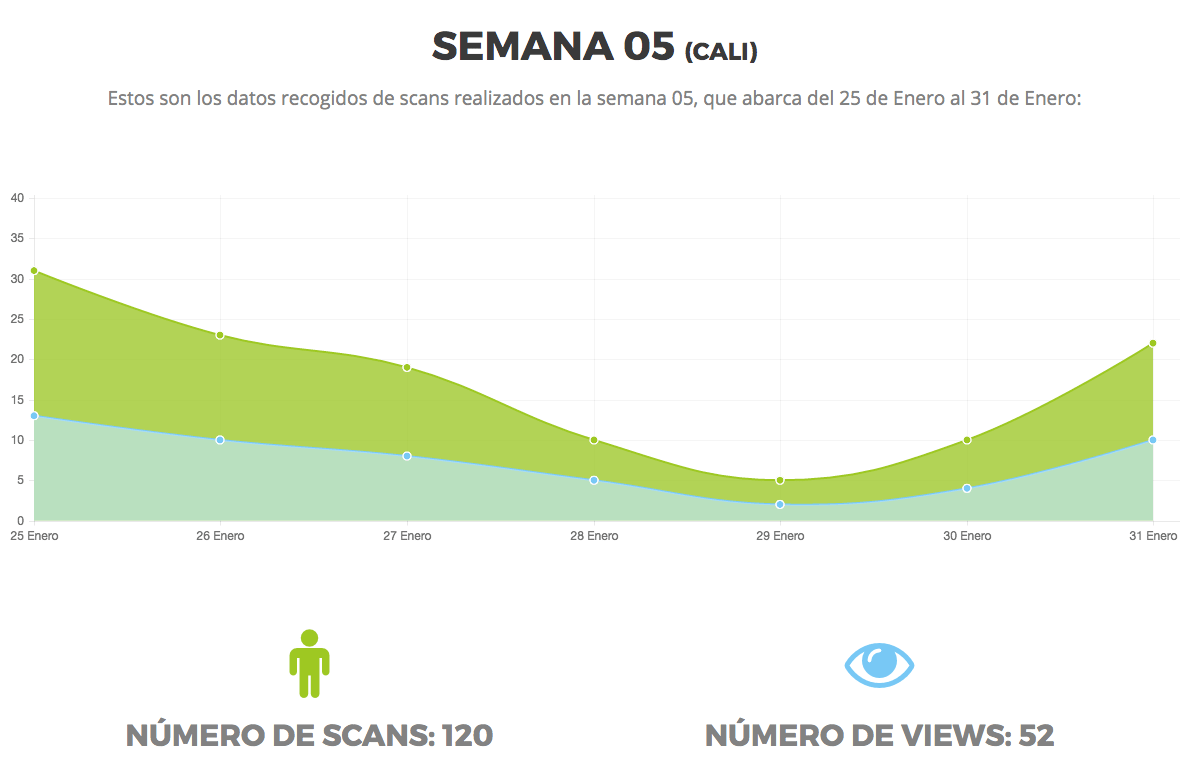 SEMANA 05 (CALI)
Estos son los datos recogidos de scans realizados en la semana 05, que abarca del 25 de Enero al 31 de Enero:
40
35
30
25
20
15
10
5
0
25 Enero 26 Enero 27 Enero 28 Enero 29 Enero 30 Enero 31 Enero
NÚMERO DE SCANS: 120 NÚMERO DE VIEWS: 52